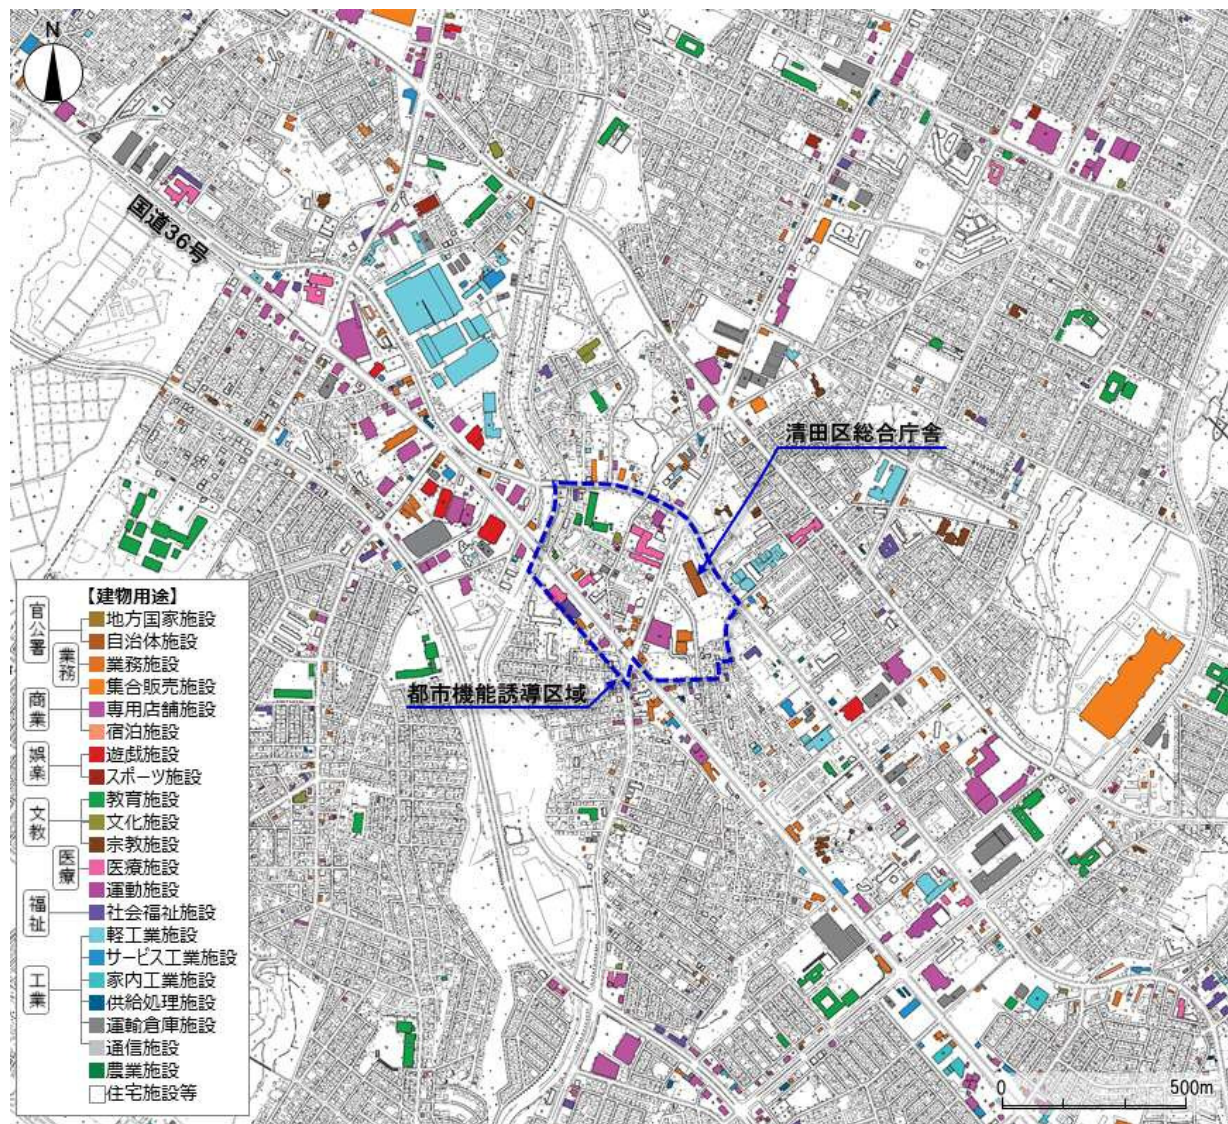 N
国道36号
清田区総合庁舎
都市機能誘導区域
【建物用途】
官公署
地方国家施設
自治体施設
業務
業務施設
集合販売施設
商業
専用店舗施設
宿泊施設
娯楽
遊戯施設
スポーツ施設
文教
教育施設
文化施設
宗教施設
医療
医療施設
運動施設
福祉
社会福祉施設
軽工業施設
サービス工業施設
工業
家内工業施設
供給処理施設
運輸倉庫施設
通信施設
農業施設
住宅施設等
0 500m